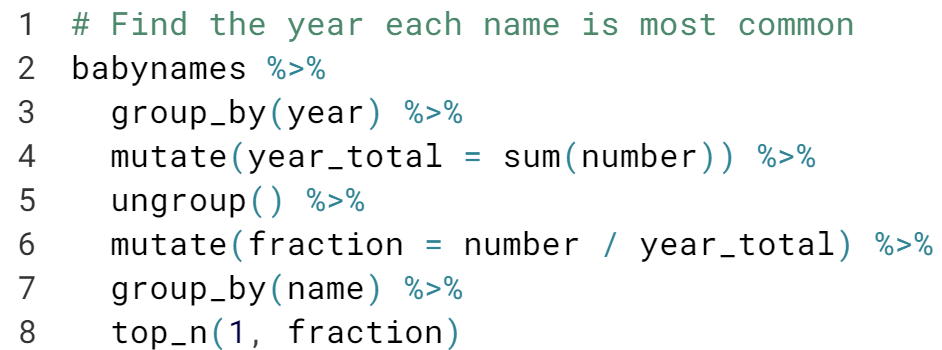 1 # Find the year each name is most common
2 babynames %>%
3   group_by(year) %>%
4   mutate(year_total = sum(number)) %>%
5   ungroup() %>%
6   mutate(fraction = number / year_total) %>%
7   group_by(name) %>%
8   top_n(1, fraction)